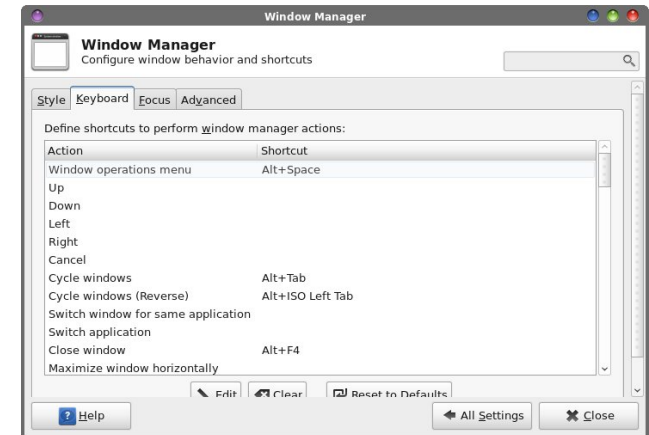 Window Manager
Window Manager
Configure window behavior and shortcuts
Style Keyboard Focus Advanced
Define shortcuts to perform window manager actions:
Action Shortcut
Window operations menu Alt+Space
Up
Down
Left
Right
Cancel
Cycle windows Alt+Tab
Cycle windows (Reverse) Alt+ISO Left Tab
Switch window for same application
Switch application
Close window Alt+F4
Maximize window horizontally
Edit Clear Reset to Defaults
? Help All Settings Close